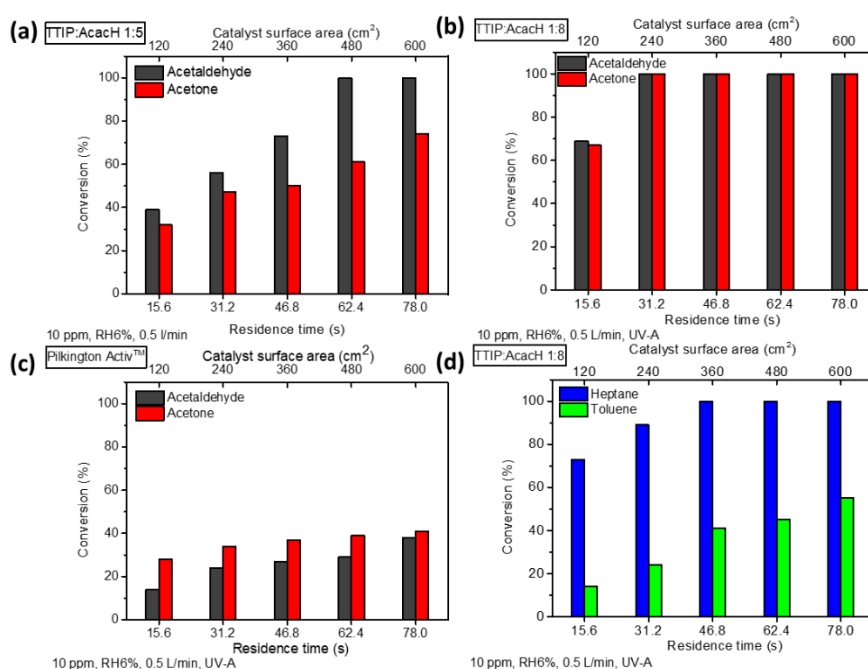 (a)
TTIP:AcacH 1:5
Catalyst surface area (cm²)
120 240 360 480 600
Acetaldehyde
Acetone
Conversion (%)
100
80
60
40
20
0
15.6 31.2 46.8 62.4 78.0
Residence time (s)
10 ppm, RH6%, 0.5 l/min
(b)
TTIP:AcacH 1:8
Catalyst surface area (cm²)
120 240 360 480 600
Acetaldehyde
Acetone
Conversion (%)
100
80
60
40
20
0
15.6 31.2 46.8 62.4 78.0
Residence time (s)
10 ppm, RH6%, 0.5 L/min, UV-A
(c)
Pilkington Activ™
Catalyst surface area (cm²)
120 240 360 480 600
Acetaldehyde
Acetone
Conversion (%)
100
80
60
40
20
0
15.6 31.2 46.8 62.4 78.0
Residence time (s)
10 ppm, RH6%, 0.5 L/min, UV-A
(d)
TTIP:AcacH 1:8
Catalyst surface area (cm²)
120 240 360 480 600
Heptane
Toluene
Conversion (%)
100
80
60
40
20
0
15.6 31.2 46.8 62.4 78.0
Residence time (s)
10 ppm, RH6%, 0.5 L/min, UV-A